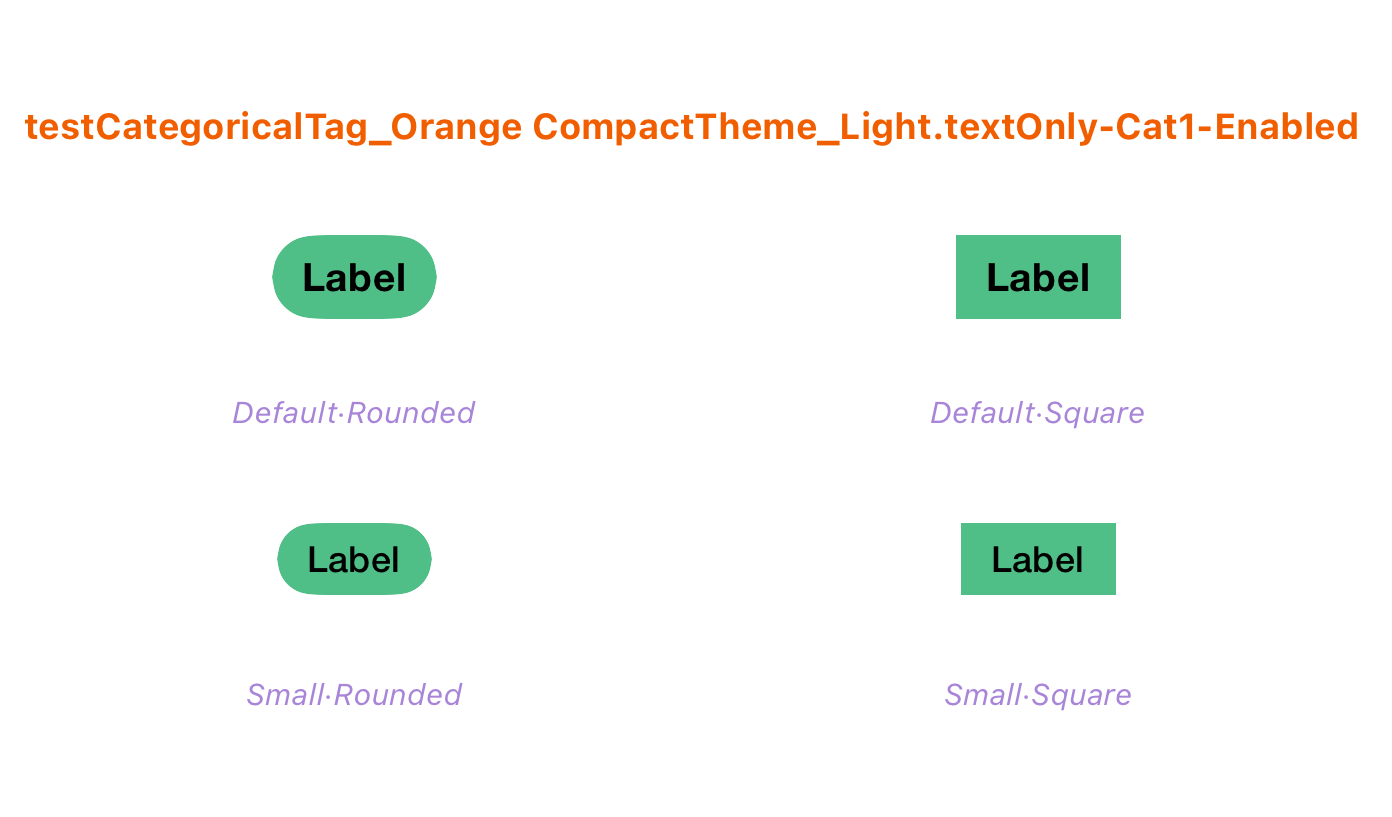 testCategoricalTag_Orange CompactTheme_Light.textOnly-Cat1-Enabled
Label
Label
Default·Rounded
Default·Square
Label
Label
Small·Rounded
Small·Square